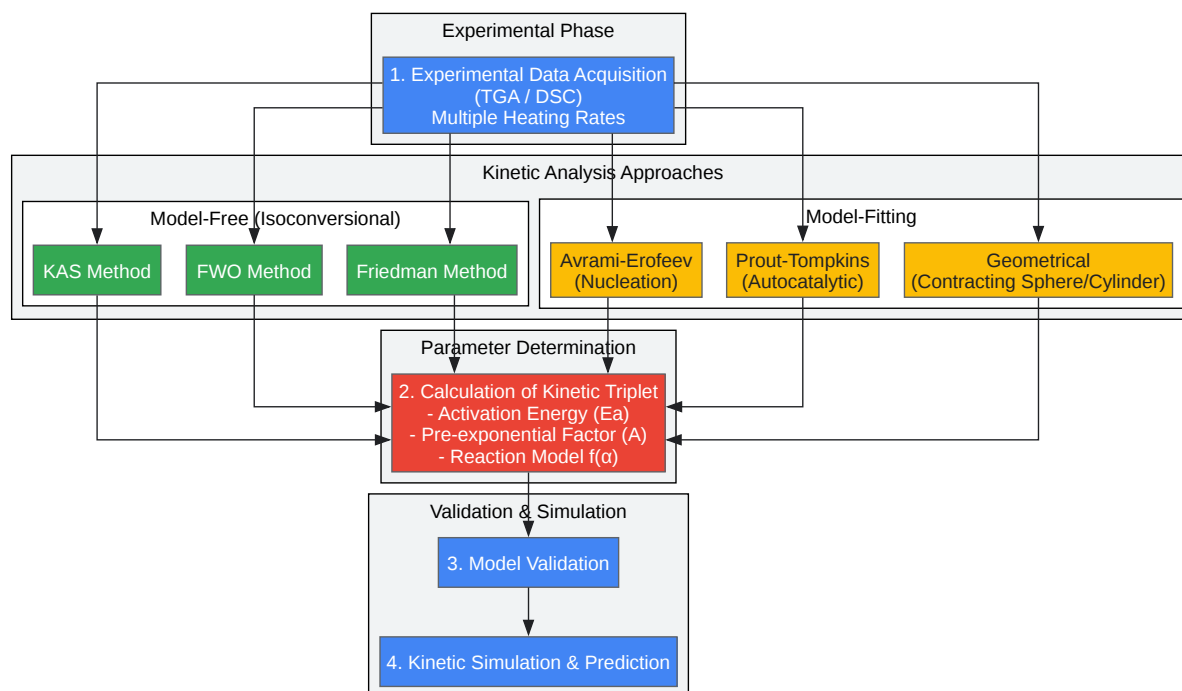 Experimental Phase
1. Experimental Data Acquisition
(TGA / DSC)
Multiple Heating Rates
Kinetic Analysis Approaches
Model-Free (Isoconversional)
KAS Method
FWO Method
Friedman Method
Model-Fitting
Avrami-Erofeev
(Nucleation)
Prout-Tompkins
(Autocatalytic)
Geometrical
(Contracting Sphere/Cylinder)
Parameter Determination
2. Calculation of Kinetic Triplet
- Activation Energy (Ea)
- Pre-exponential Factor (A)
- Reaction Model f(α)
Validation & Simulation
3. Model Validation
4. Kinetic Simulation & Prediction